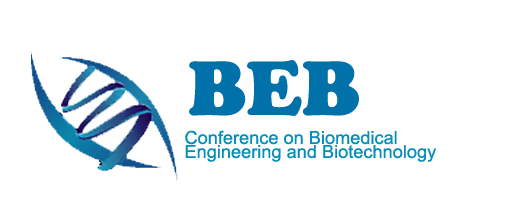 BEB
Conference on Biomedical
Engineering and Biotechnology